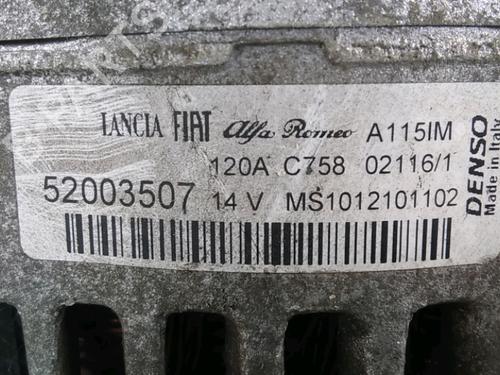 LANCIA FIAT Alfa Romeo A115IM
120A C758 02116/1
52003507 14 V MS1012101102
DENSO
Made in Italy